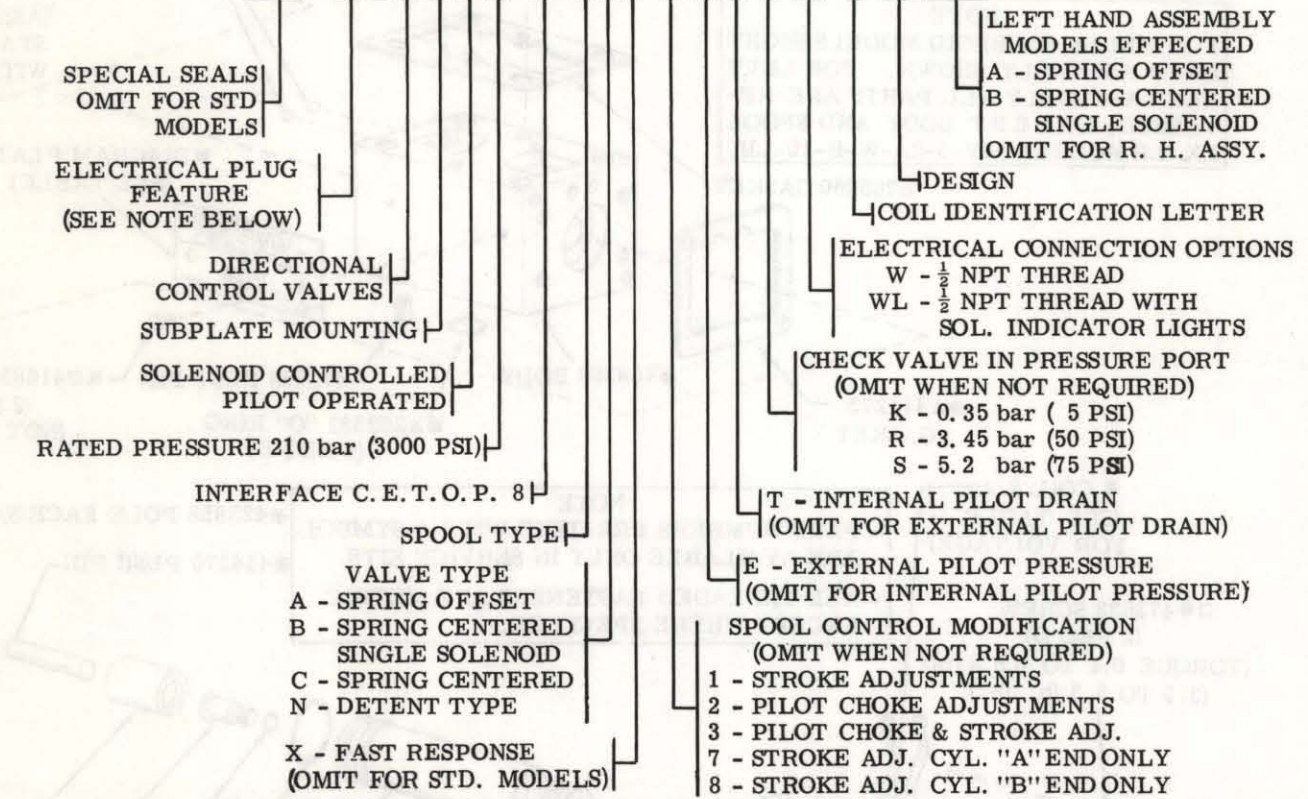 SPECIAL SEALS
OMIT FOR STD
MODELS
ELECTRICAL PLUG
FEATURE
(SEE NOTE BELOW)
DIRECTIONAL
CONTROL VALVES
SUBPLATE MOUNTING
SOLENOID CONTROLLED
PILOT OPERATED
RATED PRESSURE 210 bar (3000 PSI)
INTERFACE C.E.T.O.P. 8
SPOOL TYPE
VALVE TYPE
A - SPRING OFFSET
B - SPRING CENTERED
SINGLE SOLENOID
C - SPRING CENTERED
N - DETENT TYPE
X - FAST RESPONSE
(OMIT FOR STD. MODELS)
LEFT HAND ASSEMBLY
MODELS EFFECTED
A - SPRING OFFSET
B - SPRING CENTERED
SINGLE SOLENOID
OMIT FOR R. H. ASSY.
DESIGN
COIL IDENTIFICATION LETTER
ELECTRICAL CONNECTION OPTIONS
W - ½ NPT THREAD
WL - ½ NPT THREAD WITH
SOL. INDICATOR LIGHTS
CHECK VALVE IN PRESSURE PORT
(OMIT WHEN NOT REQUIRED)
K - 0.35 bar ( 5 PSI)
R - 3.45 bar (50 PSI)
S - 5.2 bar (75 PSI)
T - INTERNAL PILOT DRAIN
(OMIT FOR EXTERNAL PILOT DRAIN)
E - EXTERNAL PILOT PRESSURE
(OMIT FOR INTERNAL PILOT PRESSURE)
SPOOL CONTROL MODIFICATION
(OMIT WHEN NOT REQUIRED)
1 - STROKE ADJUSTMENTS
2 - PILOT CHOKE ADJUSTMENTS
3 - PILOT CHOKE & STROKE ADJ.
7 - STROKE ADJ. CYL. "A" END ONLY
8 - STROKE ADJ. CYL. "B" END ONLY